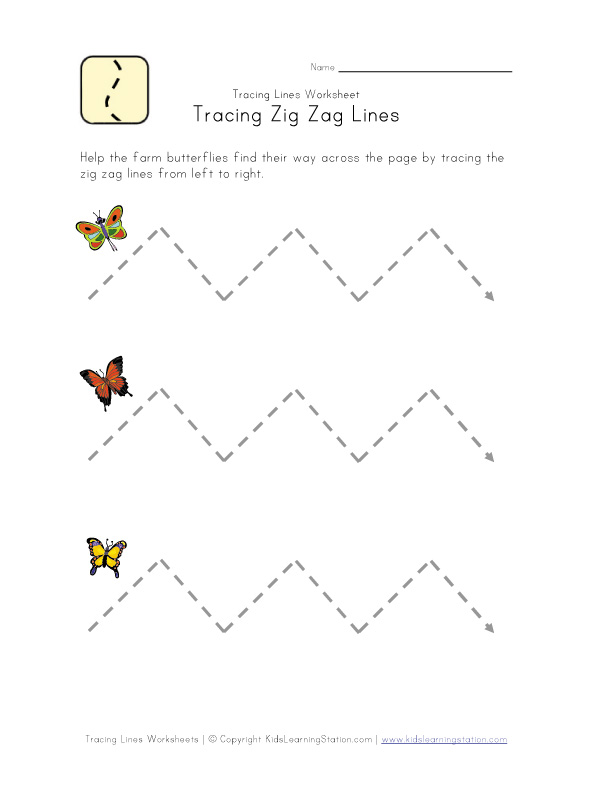 Name
Tracing Lines Worksheet
Tracing Zig Zag Lines
Help the farm butterflies find their way across the page by tracing the
zig zag lines from left to right.
Tracing Lines Worksheets | © Copyright KidsLearningStation.com | www.kidslearningstation.com